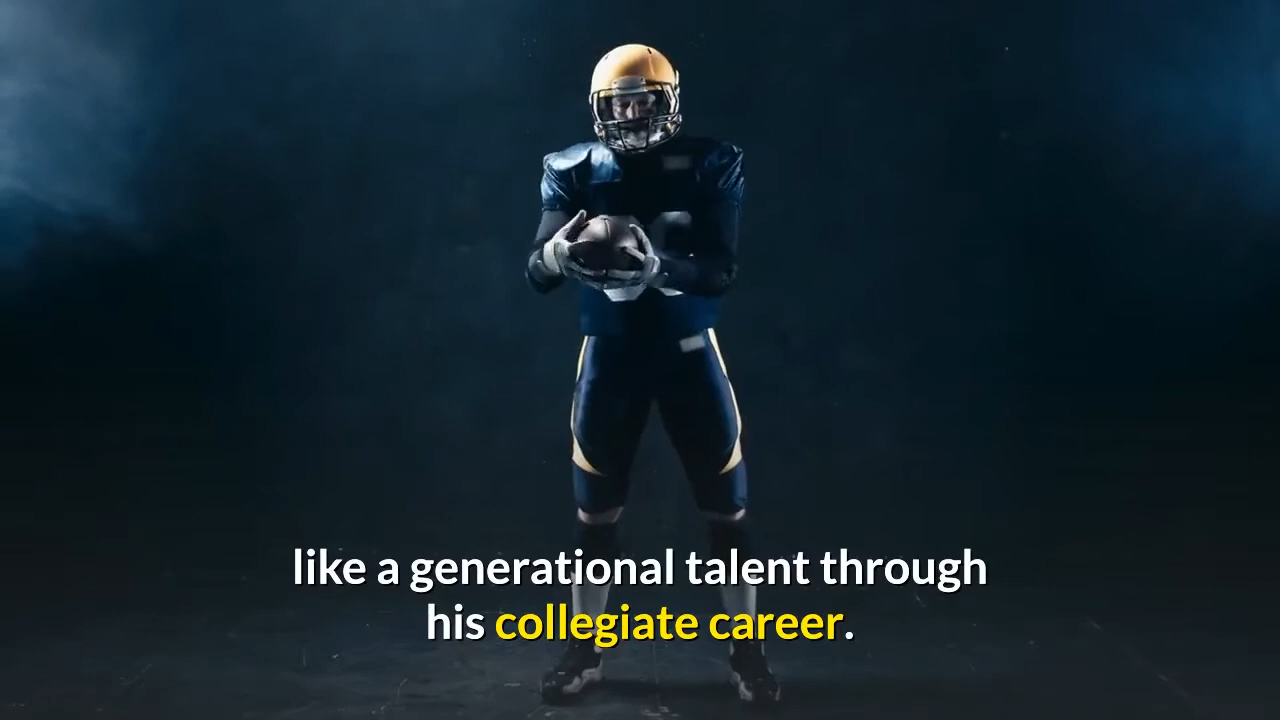 like a generational talent through
his collegiate career.